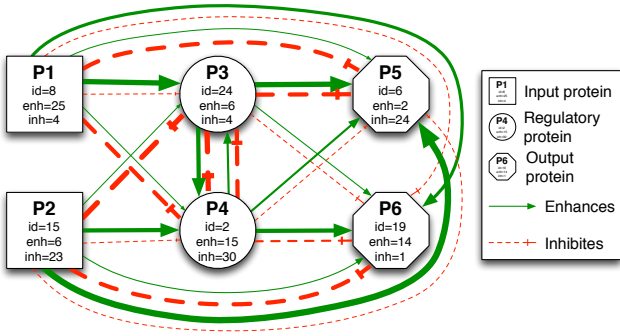 P1
id=8
enh=25
inh=4
P3
id=24
enh=6
inh=4
P5
id=6
enh=2
inh=24
P2
id=15
enh=6
inh=23
P4
id=2
enh=15
inh=30
P6
id=19
enh=14
inh=1
P1
Input protein
P4
Regulatory
protein
P6
Output
protein
Enhances
Inhibites